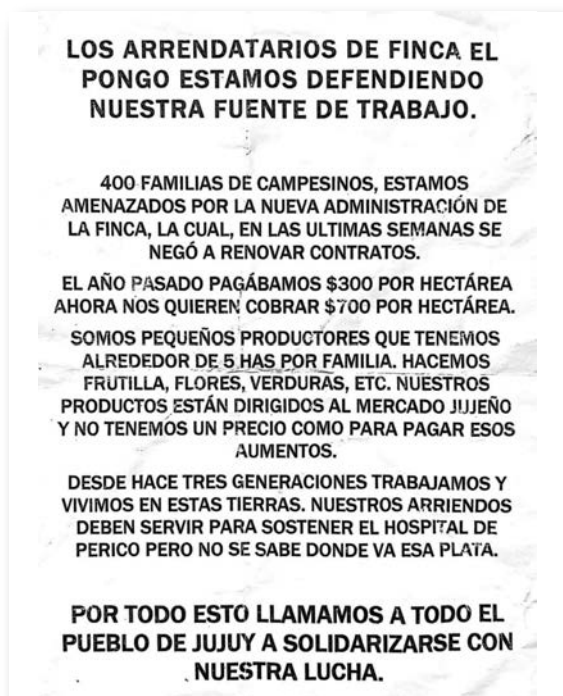 LOS ARRENDATARIOS DE FINCA EL
PONGO ESTAMOS DEFENDIENDO
NUESTRA FUENTE DE TRABAJO.
400 FAMILIAS DE CAMPESINOS, ESTAMOS
AMENAZADOS POR LA NUEVA ADMINISTRACIÓN DE
LA FINCA, LA CUAL, EN LAS ULTIMAS SEMANAS SE
NEGÓ A RENOVAR CONTRATOS.
EL AÑO PASADO PAGÁBAMOS $300 POR HECTÁREA
AHORA NOS QUIEREN COBRAR $700 POR HECTÁREA.
SOMOS PEQUEÑOS PRODUCTORES QUE TENEMOS
ALREDEDOR DE 5 HAS POR FAMILIA. HACEMOS
FRUTILLA, FLORES, VERDURAS, ETC. NUESTROS
PRODUCTOS ESTÁN DIRIGIDOS AL MERCADO JUJEÑO
Y NO TENEMOS UN PRECIO COMO PARA PAGAR ESOS
AUMENTOS.
DESDE HACE TRES GENERACIONES TRABAJAMOS Y
VIVIMOS EN ESTAS TIERRAS. NUESTROS ARRIENDOS
DEBEN SERVIR PARA SOSTENER EL HOSPITAL DE
PERICO PERO NO SE SABE DONDE VA ESA PLATA.
POR TODO ESTO LLAMAMOS A TODO EL
PUEBLO DE JUJUY A SOLIDARIZARSE CON
NUESTRA LUCHA.